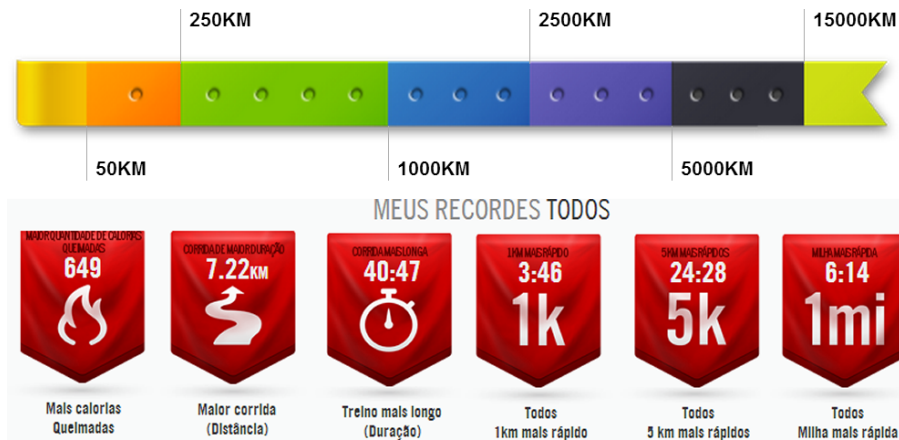 250KM
2500KM
15000KM
50KM
1000KM
5000KM
MEUS RECORDES TODOS
MAIOR QUANTIDADE DE CALORIAS
QUEIMADAS
649
Mais calorias
Queimadas
CORRIDA DE MAIOR DURAÇÃO
7.22KM
Maior corrida
(Distância)
CORRIDA MAIS LONGA
40:47
Treino mais longo
(Duração)
1KM MAIS RÁPIDO
3:46
1k
Todos
1km mais rápido
5KM MAIS RÁPIDOS
24:28
5k
Todos
5 km mais rápidos
MILHA MAIS RÁPIDA
6:14
1mi
Todos
Milha mais rápida